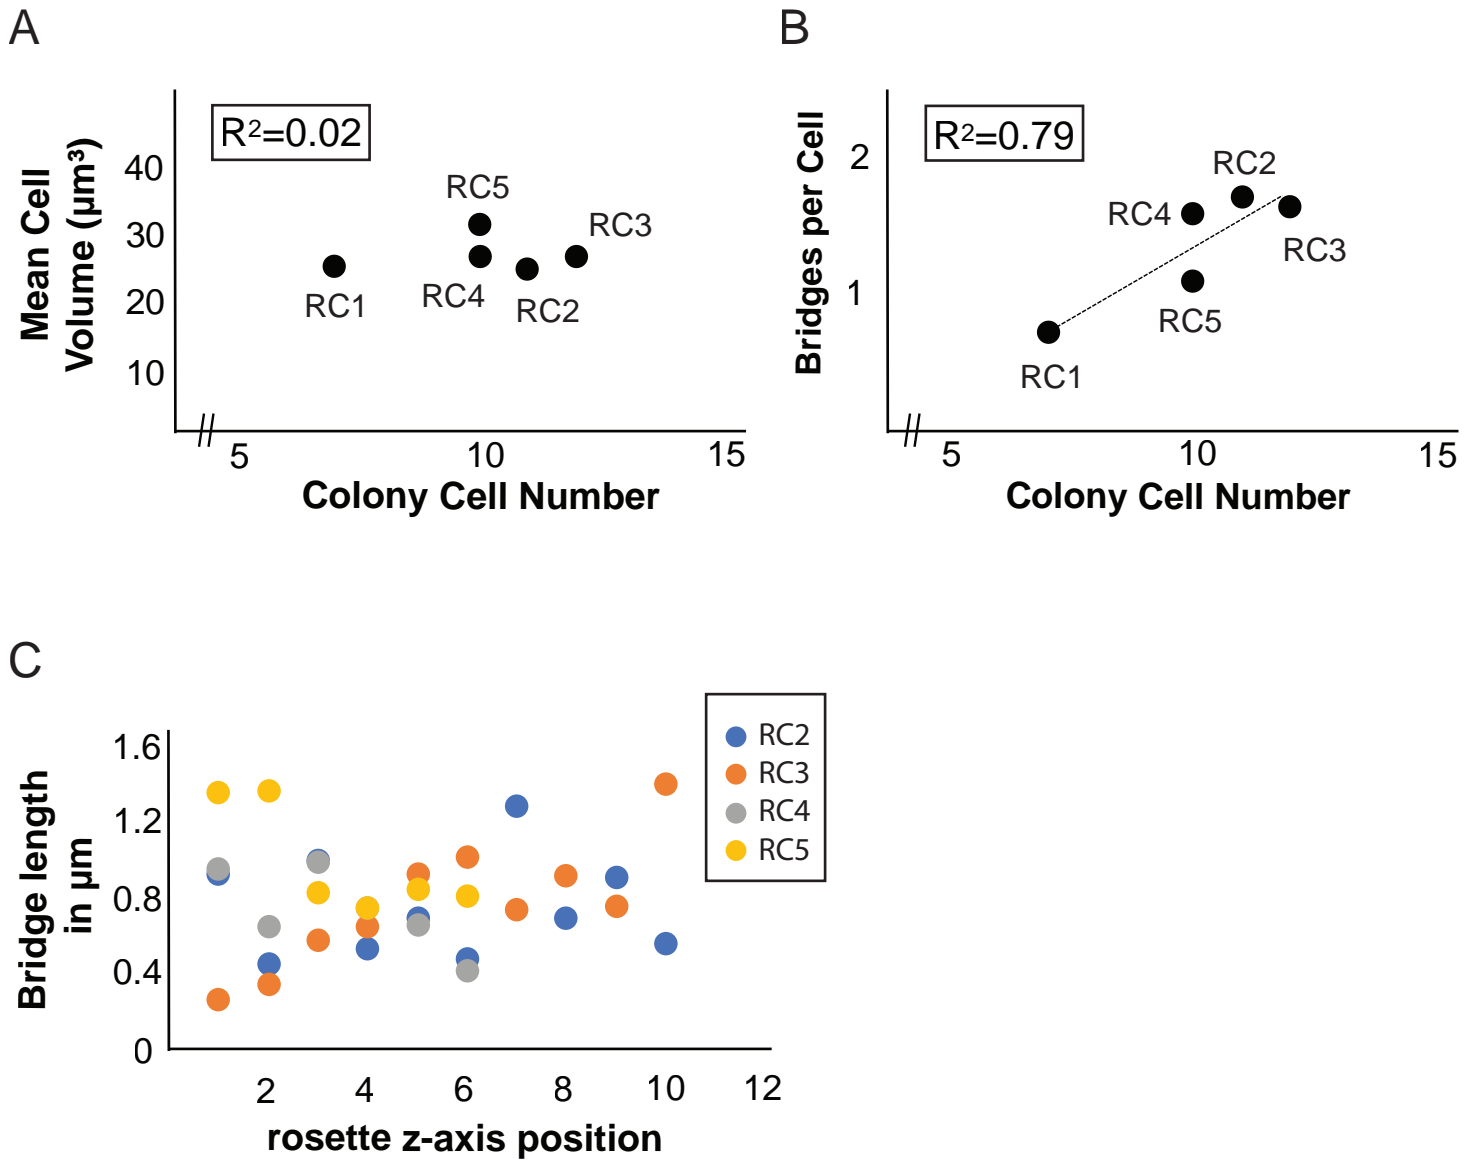 A
R²=0.02
Mean Cell
Volume (μm³)
40
30
20
10
RC5
RC3
RC1
RC4
RC2
5 10 15
Colony Cell Number
B
R²=0.79
Bridges per Cell
2
1
RC2
RC4
RC3
RC5
RC1
5 10 15
Colony Cell Number
C
Bridge length
in μm
1.6
1.2
0.8
0.4
0
RC2
RC3
RC4
RC5
2 4 6 8 10 12
rosette z-axis position